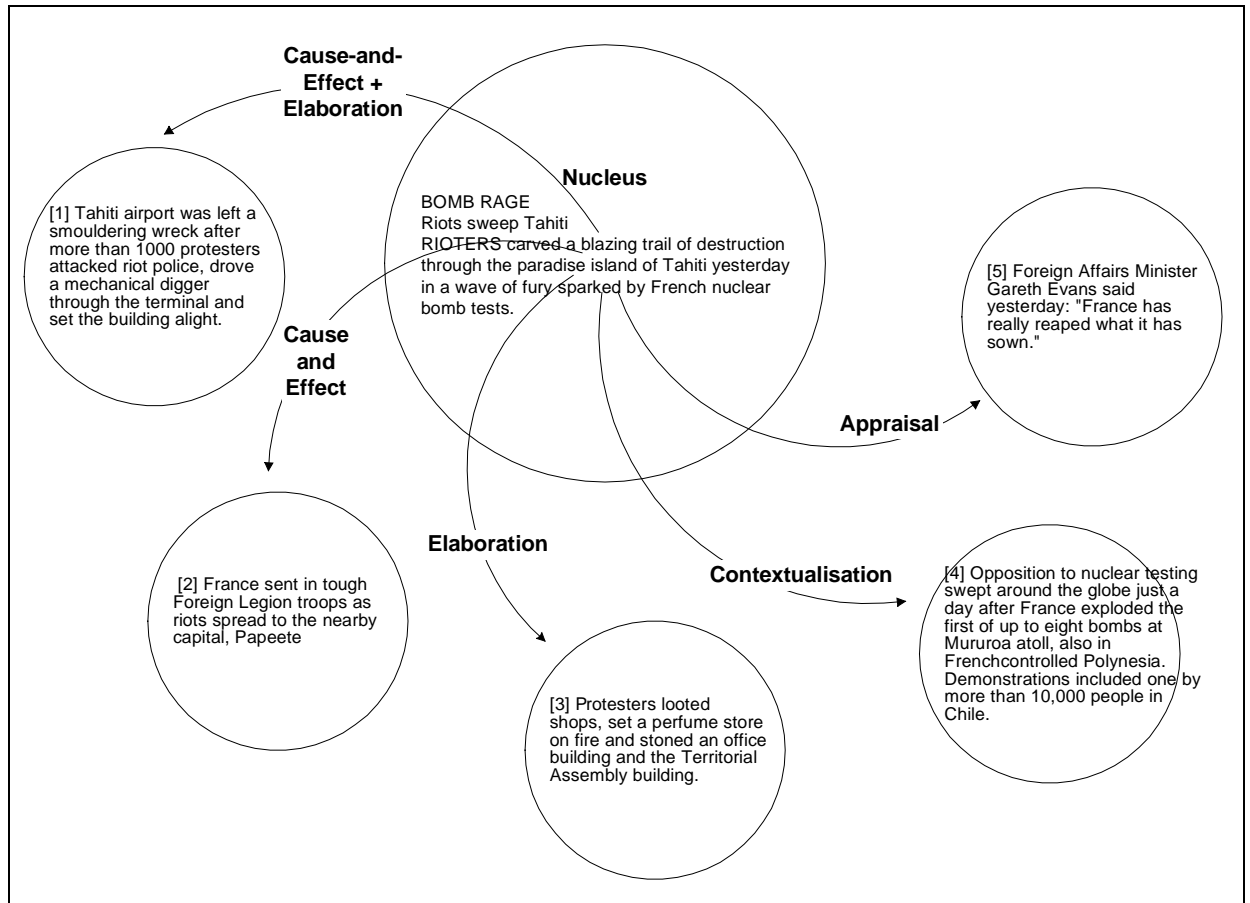 Cause-and-
Effect +
Elaboration
Nucleus
BOMB RAGE
Riots sweep Tahiti
RIOTERS carved a blazing trail of destruction
through the paradise island of Tahiti yesterday
in a wave of fury sparked by French nuclear
bomb tests.
[1] Tahiti airport was left a
smouldering wreck after
more than 1000 protesters
attacked riot police, drove
a mechanical digger
through the terminal and
set the building alight.
[5] Foreign Affairs Minister
Gareth Evans said
yesterday: "France has
really reaped what it has
sown."
Cause
and
Effect
Appraisal
Elaboration
Contextualisation
[2] France sent in tough
Foreign Legion troops as
riots spread to the nearby
capital, Papeete
[4] Opposition to nuclear testing
swept around the globe just a
day after France exploded the
first of up to eight bombs at
Mururoa atoll, also in
Frenchcontrolled Polynesia.
Demonstrations included one by
more than 10,000 people in
Chile.
[3] Protesters looted
shops, set a perfume store
on fire and stoned an office
building and the Territorial
Assembly building.